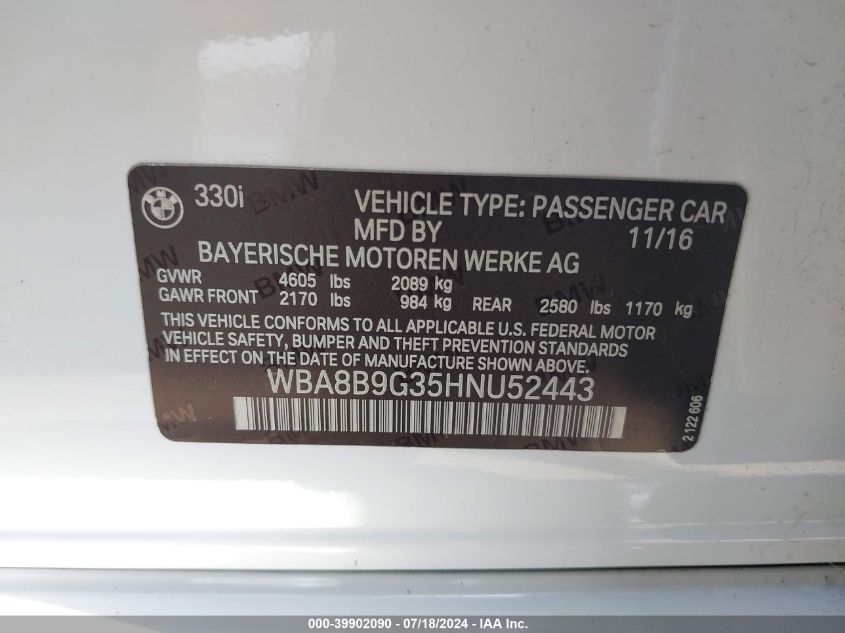 330i
VEHICLE TYPE: PASSENGER CAR
MFD BY 11/16
BAYERISCHE MOTOREN WERKE AG
GVWR 4605 lbs 2089 kg
GAWR FRONT 2170 lbs 984 kg REAR 2580 lbs 1170 kg
THIS VEHICLE CONFORMS TO ALL APPLICABLE U.S. FEDERAL MOTOR
VEHICLE SAFETY, BUMPER AND THEFT PREVENTION STANDARDS
IN EFFECT ON THE DATE OF MANUFACTURE SHOWN ABOVE.
WBA8B9G35HNU52443
2 122 606
000-39902090 - 07/18/2024 - IAA Inc.